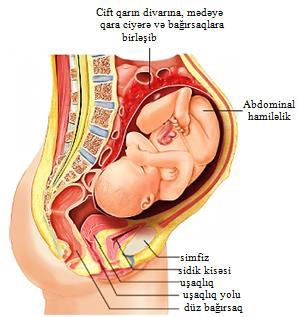 Cift qarın divarına, mədəyə
qara ciyərə və bağırsaqlara
birləşib
Abdominal
hamiləlik
simfiz
sidik kisəsi
uşaqlıq
uşaqlıq yolu
düz bağırsaq